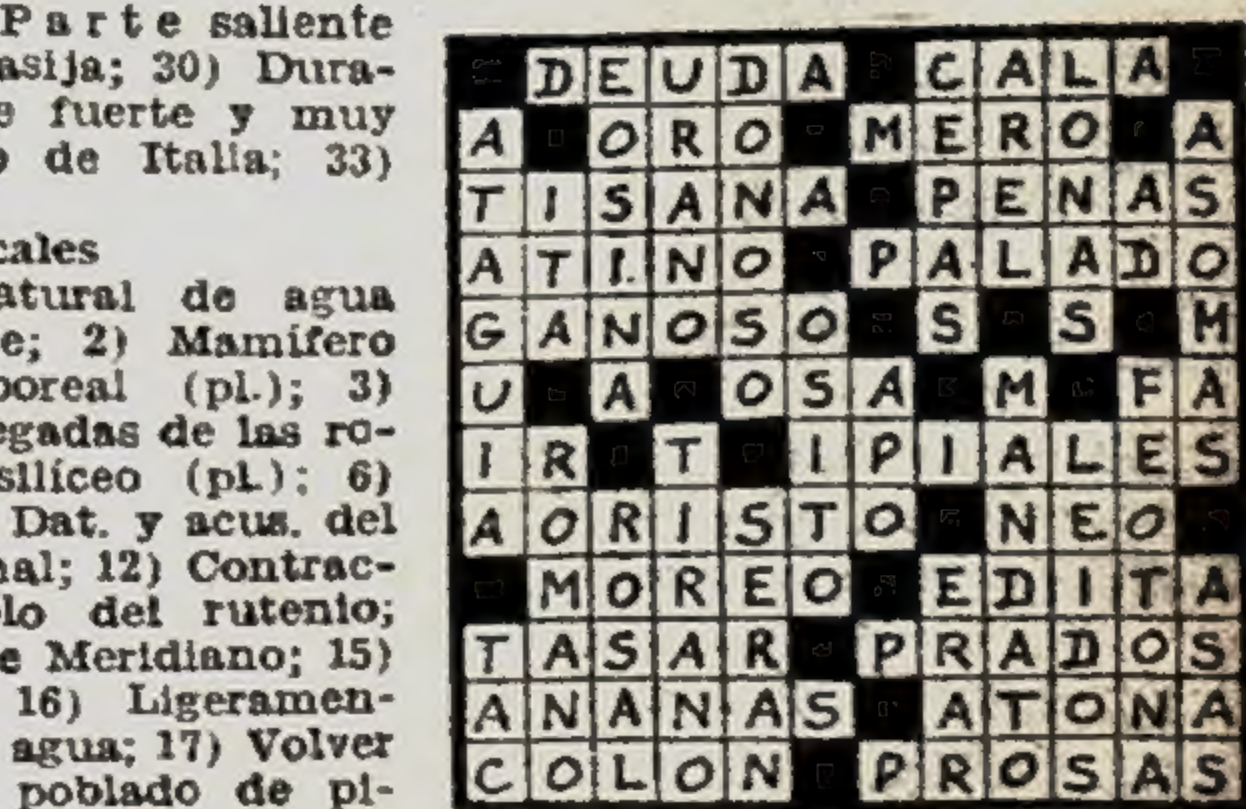 Parte saliente
asija; 30) Dura-
e fuerte y muy
o de Italia; 33)
cales
atural de agua
e; 2) Mamífero
boreal (pl.); 3)
egadas de las ro-
silíceo (pl.); 6)
Dat. y acus. del
nal; 12) Contrac-
olo del rutenio;
e Meridiano; 15)
16) Ligeramen-
agua; 17) Volver
poblado de pi-
DEUDA CALA
A ORO MERO A
TISANA PENAS
ATINO PALADO
GANOSO S S M
U A OSA M FA
IR T IPIALES
AORISTO NEO
MOREO EDITA
TASAR PRADOS
ANANAS ATONA
COLON PROSAS